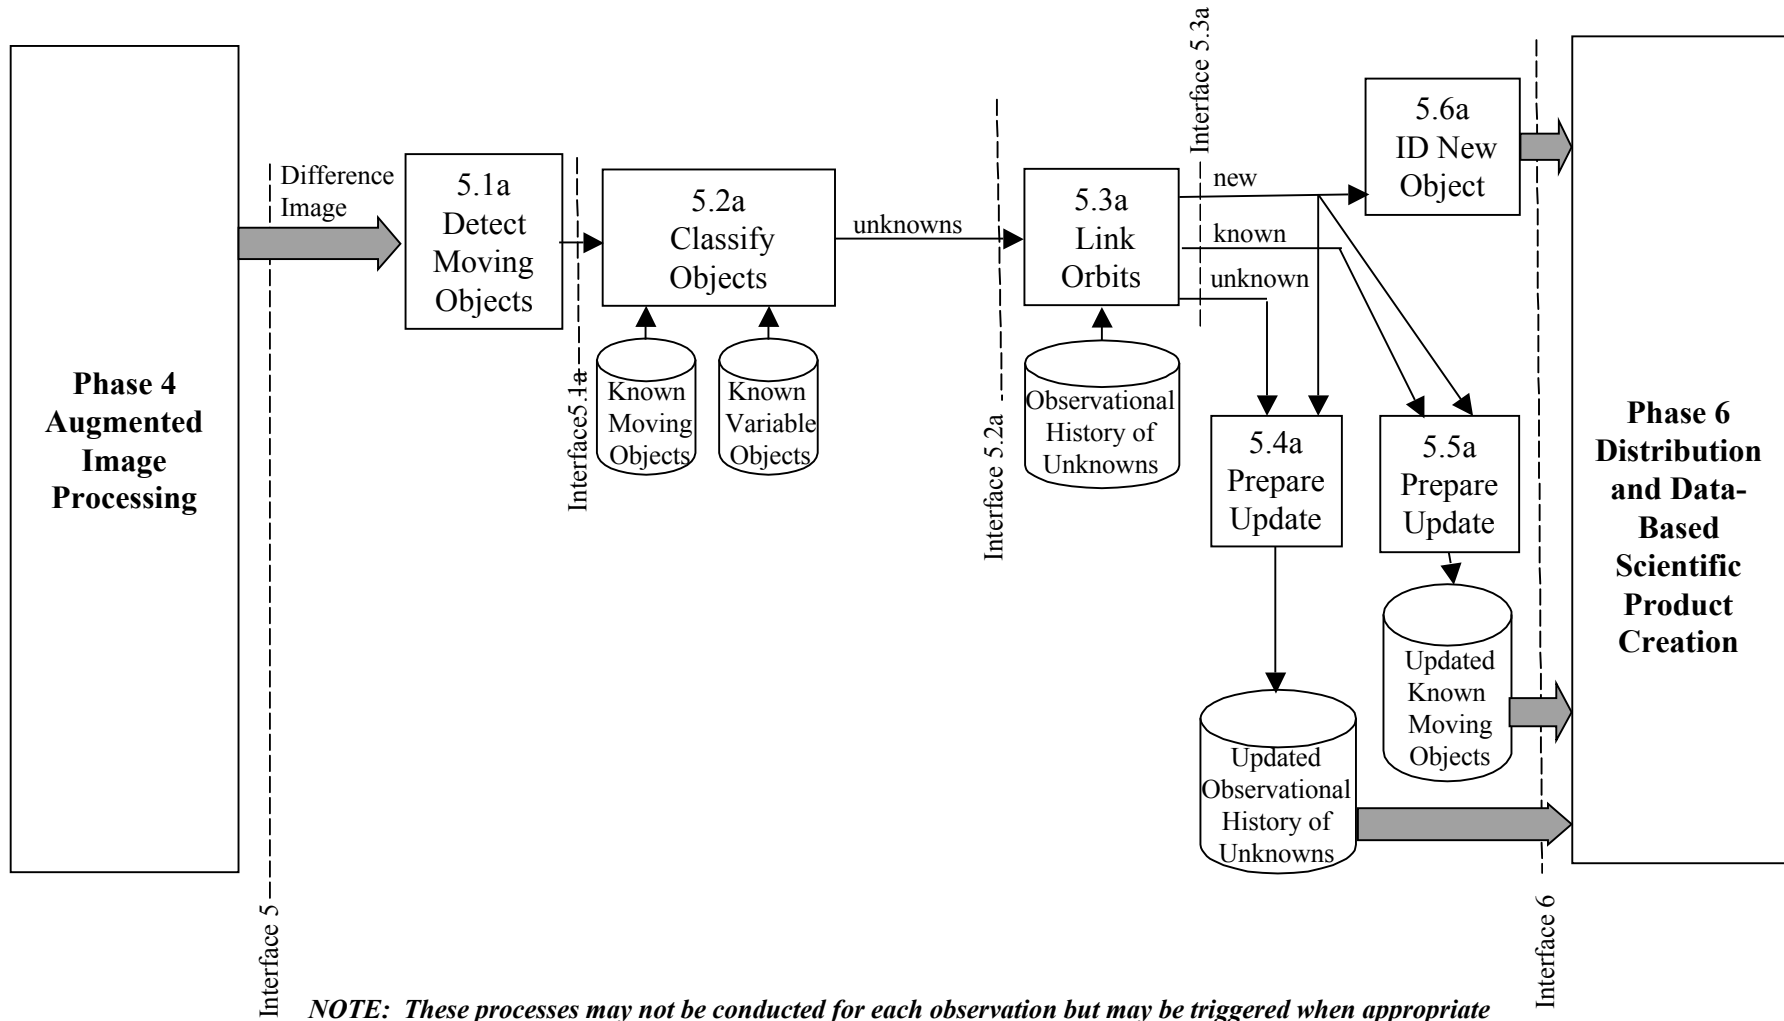 Phase 4
Augmented
Image
Processing
Interface 5
Difference
Image
5.1a
Detect
Moving
Objects
Interface5.1a
5.2a
Classify
Objects
Known
Moving
Objects
Known
Variable
Objects
unknowns
Interface 5.2a
5.3a
Link
Orbits
Observational
History of
Unknowns
Interface 5.3a
new
known
unknown
5.6a
ID New
Object
5.4a
Prepare
Update
5.5a
Prepare
Update
Updated
Observational
History of
Unknowns
Updated
Known
Moving
Objects
Interface 6
Phase 6
Distribution
and Data-
Based
Scientific
Product
Creation
NOTE: These processes may not be conducted for each observation but may be triggered when appropriate